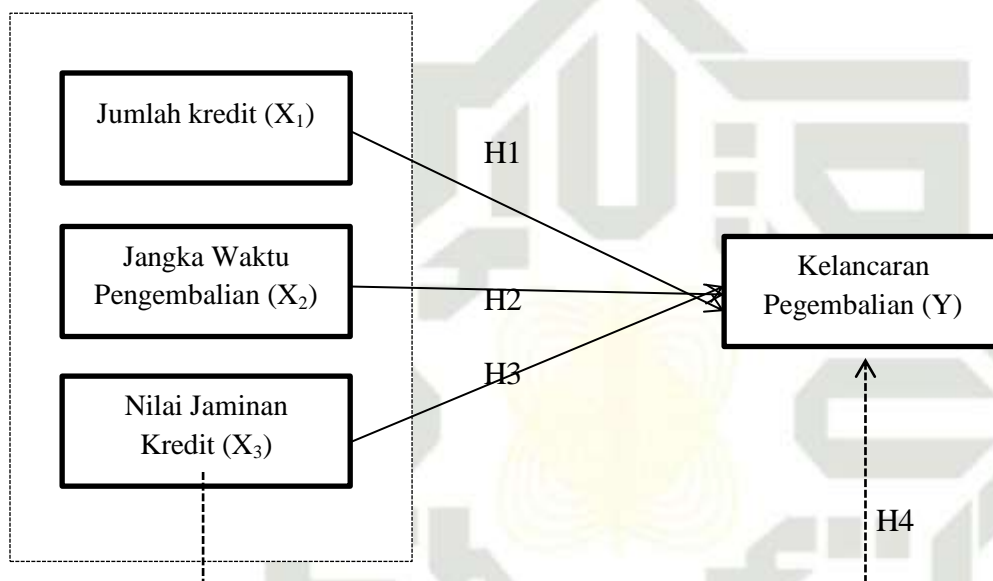 Jumlah kredit (X₁)
H1
Jangka Waktu
Pengembalian (X₂)
H2
Kelancaran
Pegembalian (Y)
H3
Nilai Jaminan
Kredit (X₃)
H4